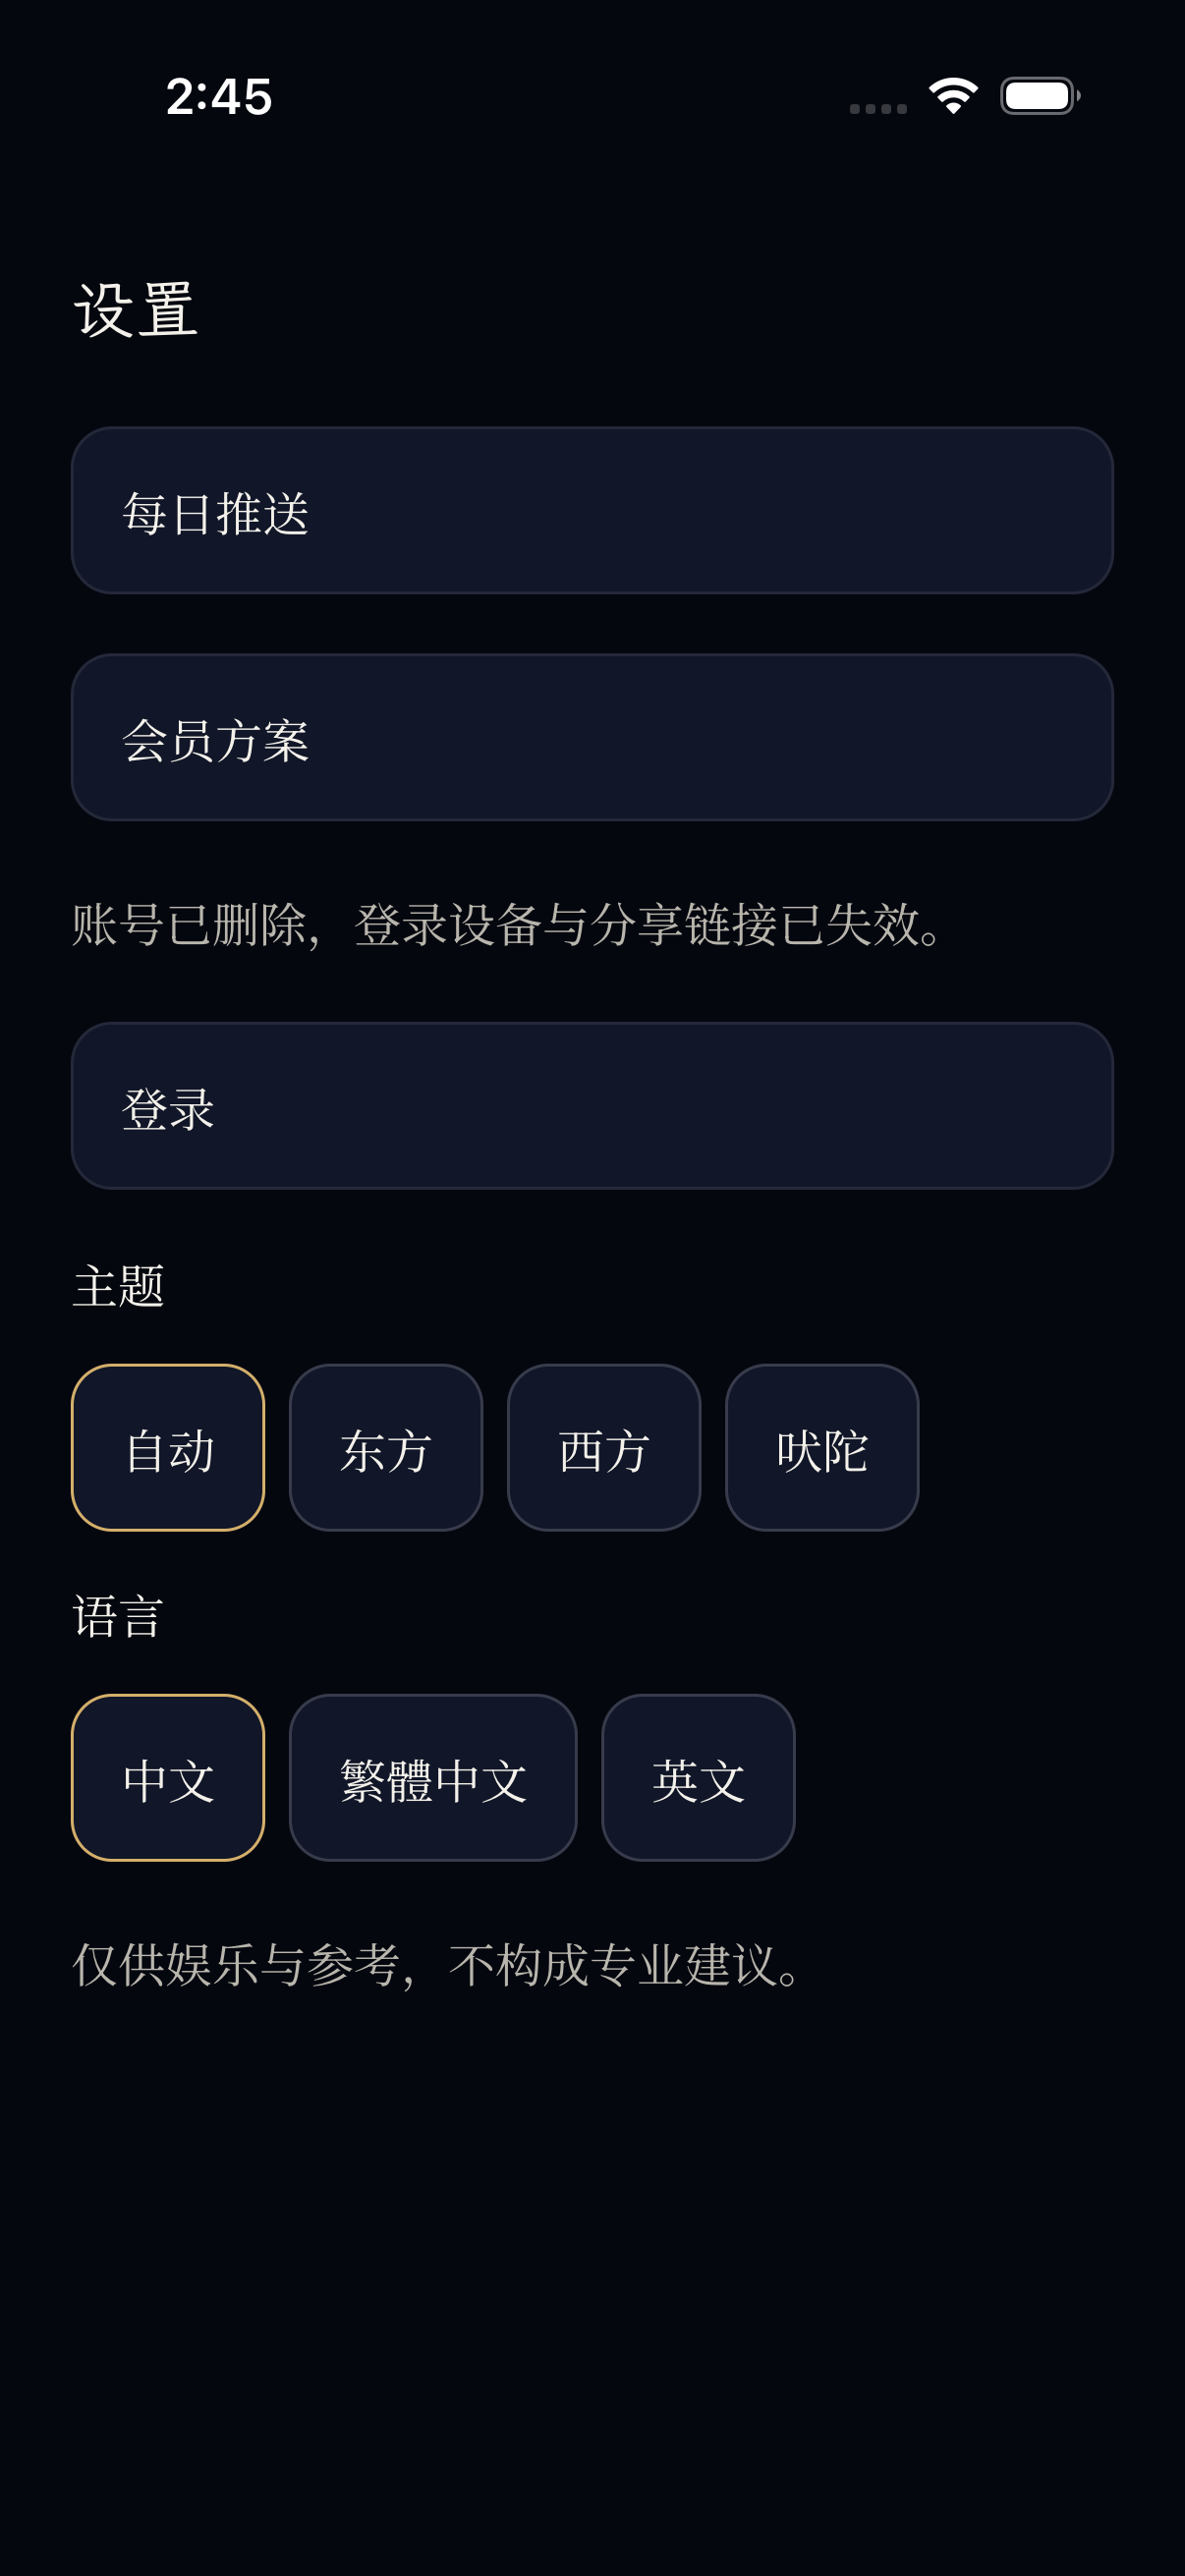 2:45
设置
每日推送
会员方案
账号已删除，登录设备与分享链接已失效。
登录
主题
自动 东方 西方 吠陀
语言
中文 繁體中文 英文
仅供娱乐与参考，不构成专业建议。